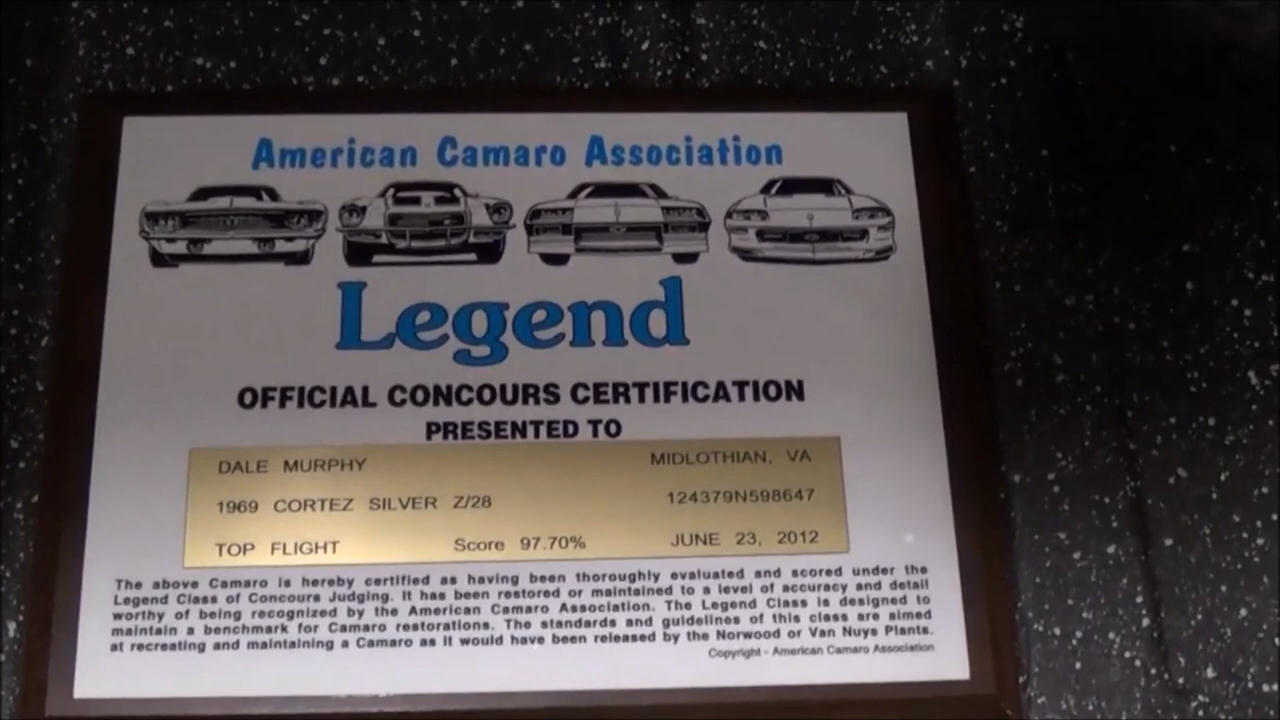 American Camaro Association
Legend
OFFICIAL CONCOURS CERTIFICATION
PRESENTED TO
DALE MURPHY MIDLOTHIAN, VA
1969 CORTEZ SILVER Z/28 124379N598647
TOP FLIGHT Score 97.70% JUNE 23, 2012
The above Camaro is hereby certified as having been thoroughly evaluated and scored under the
Legend Class of Concours Judging. It has been restored or maintained to a level of accuracy and detail
worthy of being recognized by the American Camaro Association. The Legend Class is designed to
maintain a benchmark for Camaro restorations. The standards and guidelines of this class are aimed
at recreating and maintaining a Camaro as it would have been released by the Norwood or Van Nuys Plants.
Copyright - American Camaro Association